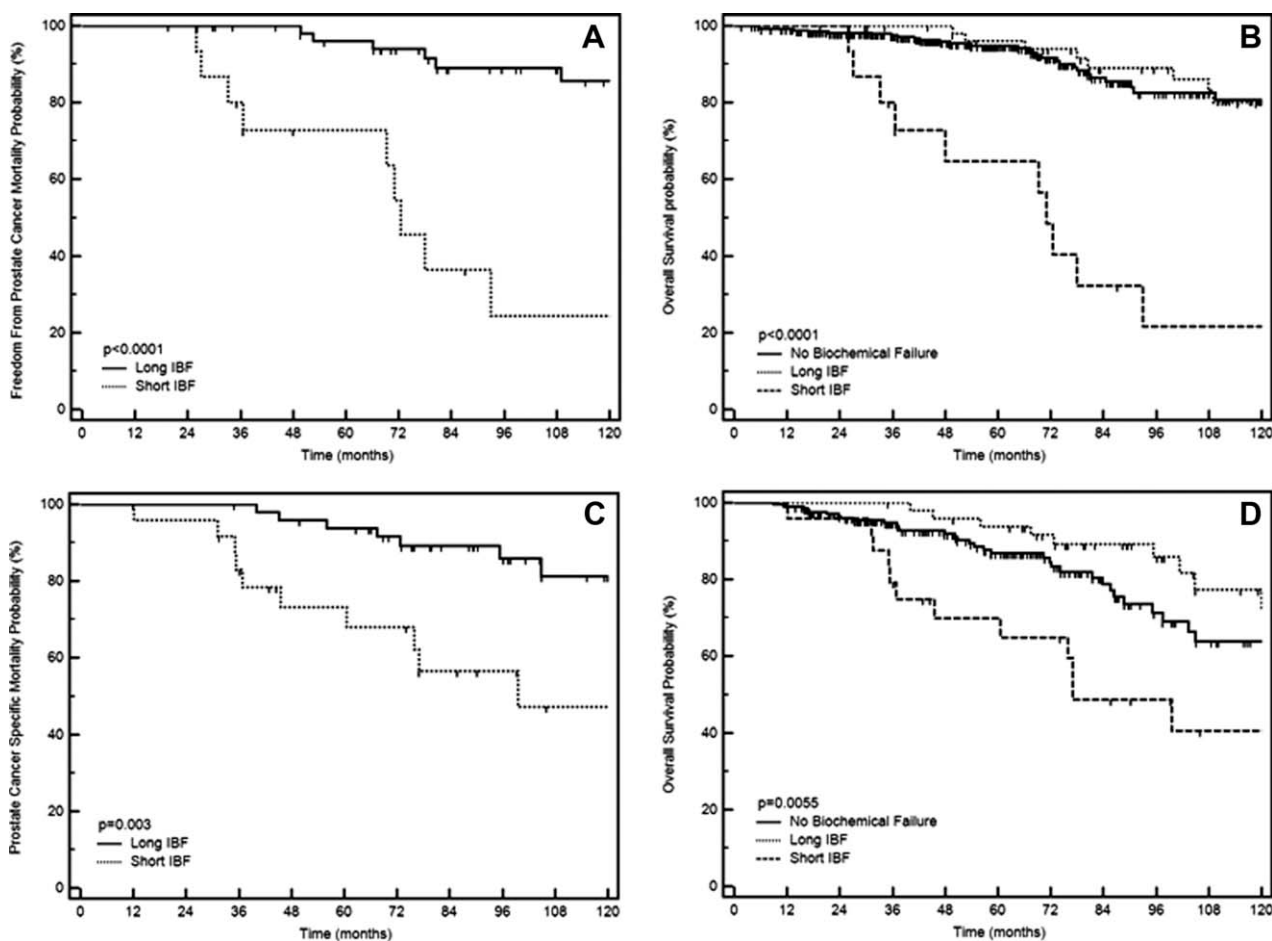 A
Freedom From Prostate Cancer Mortality Probability (%)
100
80
60
40
20
0
p<0.0001
Long IBF
Short IBF
0 12 24 36 48 60 72 84 96 108 120
Time (months)
B
Overall Survival probability (%)
100
80
60
40
20
0
p<0.0001
No Biochemical Failure
Long IBF
Short IBF
0 12 24 36 48 60 72 84 96 108 120
Time (months)
C
Prostate Cancer Specific Mortality Probability (%)
100
80
60
40
20
0
p=0.003
Long IBF
Short IBF
0 12 24 36 48 60 72 84 96 108 120
Time (months)
D
Overall Survival Probability (%)
100
80
60
40
20
0
p=0.0055
No Biochemical Failure
Long IBF
Short IBF
0 12 24 36 48 60 72 84 96 108 120
Time (months)